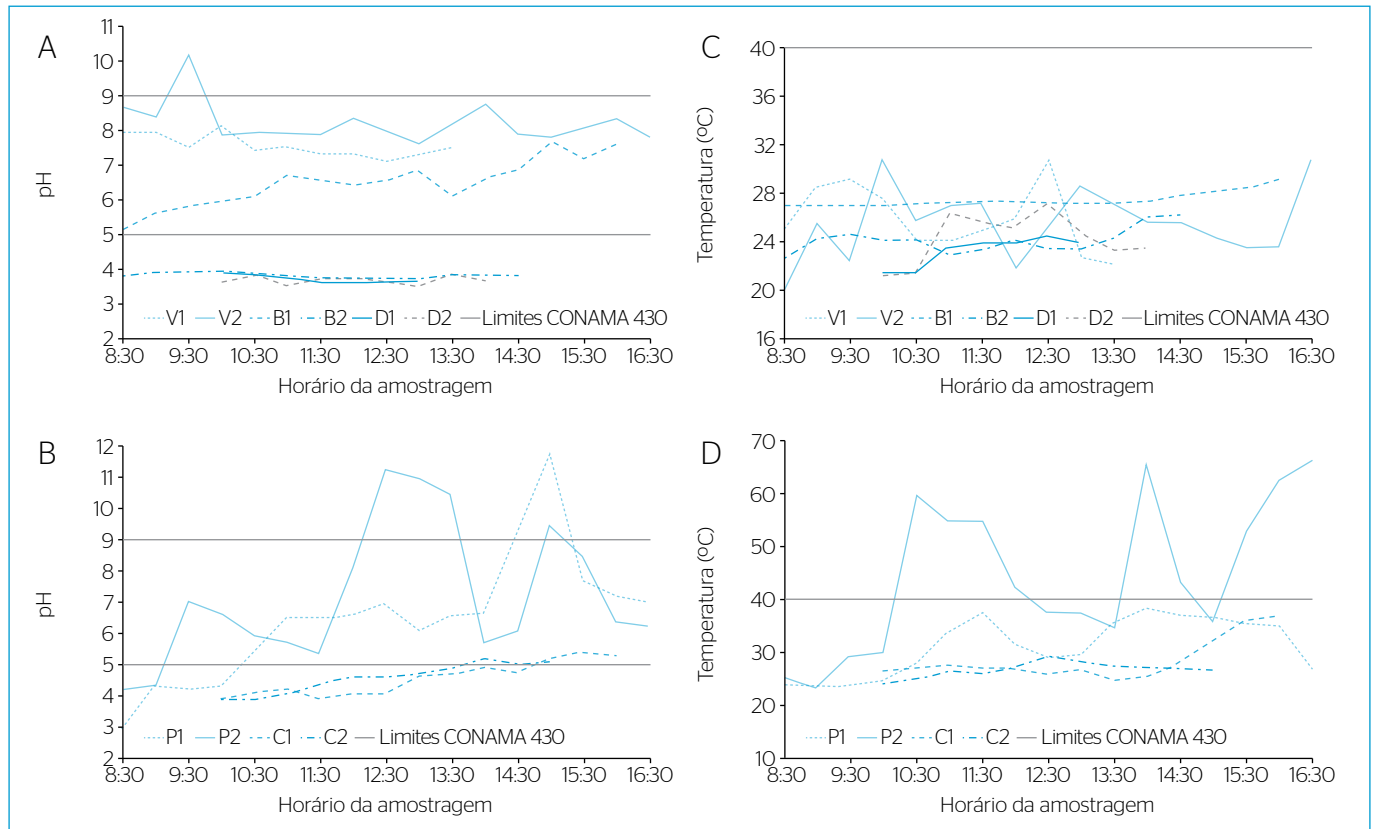 A
pH
11
10
9
8
7
6
5
4
3
2
V1 V2 B1 B2 D1 D2 Limites CONAMA 430
8:30 9:30 10:30 11:30 12:30 13:30 14:30 15:30 16:30
Horário da amostragem
C
Temperatura (ºC)
40
36
32
28
24
20
16
V1 V2 B1 B2 D1 D2 Limites CONAMA 430
8:30 9:30 10:30 11:30 12:30 13:30 14:30 15:30 16:30
Horário da amostragem
B
pH
12
11
10
9
8
7
6
5
4
3
2
P1 P2 C1 C2 Limites CONAMA 430
8:30 9:30 10:30 11:30 12:30 13:30 14:30 15:30 16:30
Horário da amostragem
D
Temperatura (ºC)
70
60
50
40
30
20
10
P1 P2 C1 C2 Limites CONAMA 430
8:30 9:30 10:30 11:30 12:30 13:30 14:30 15:30 16:30
Horário da amostragem